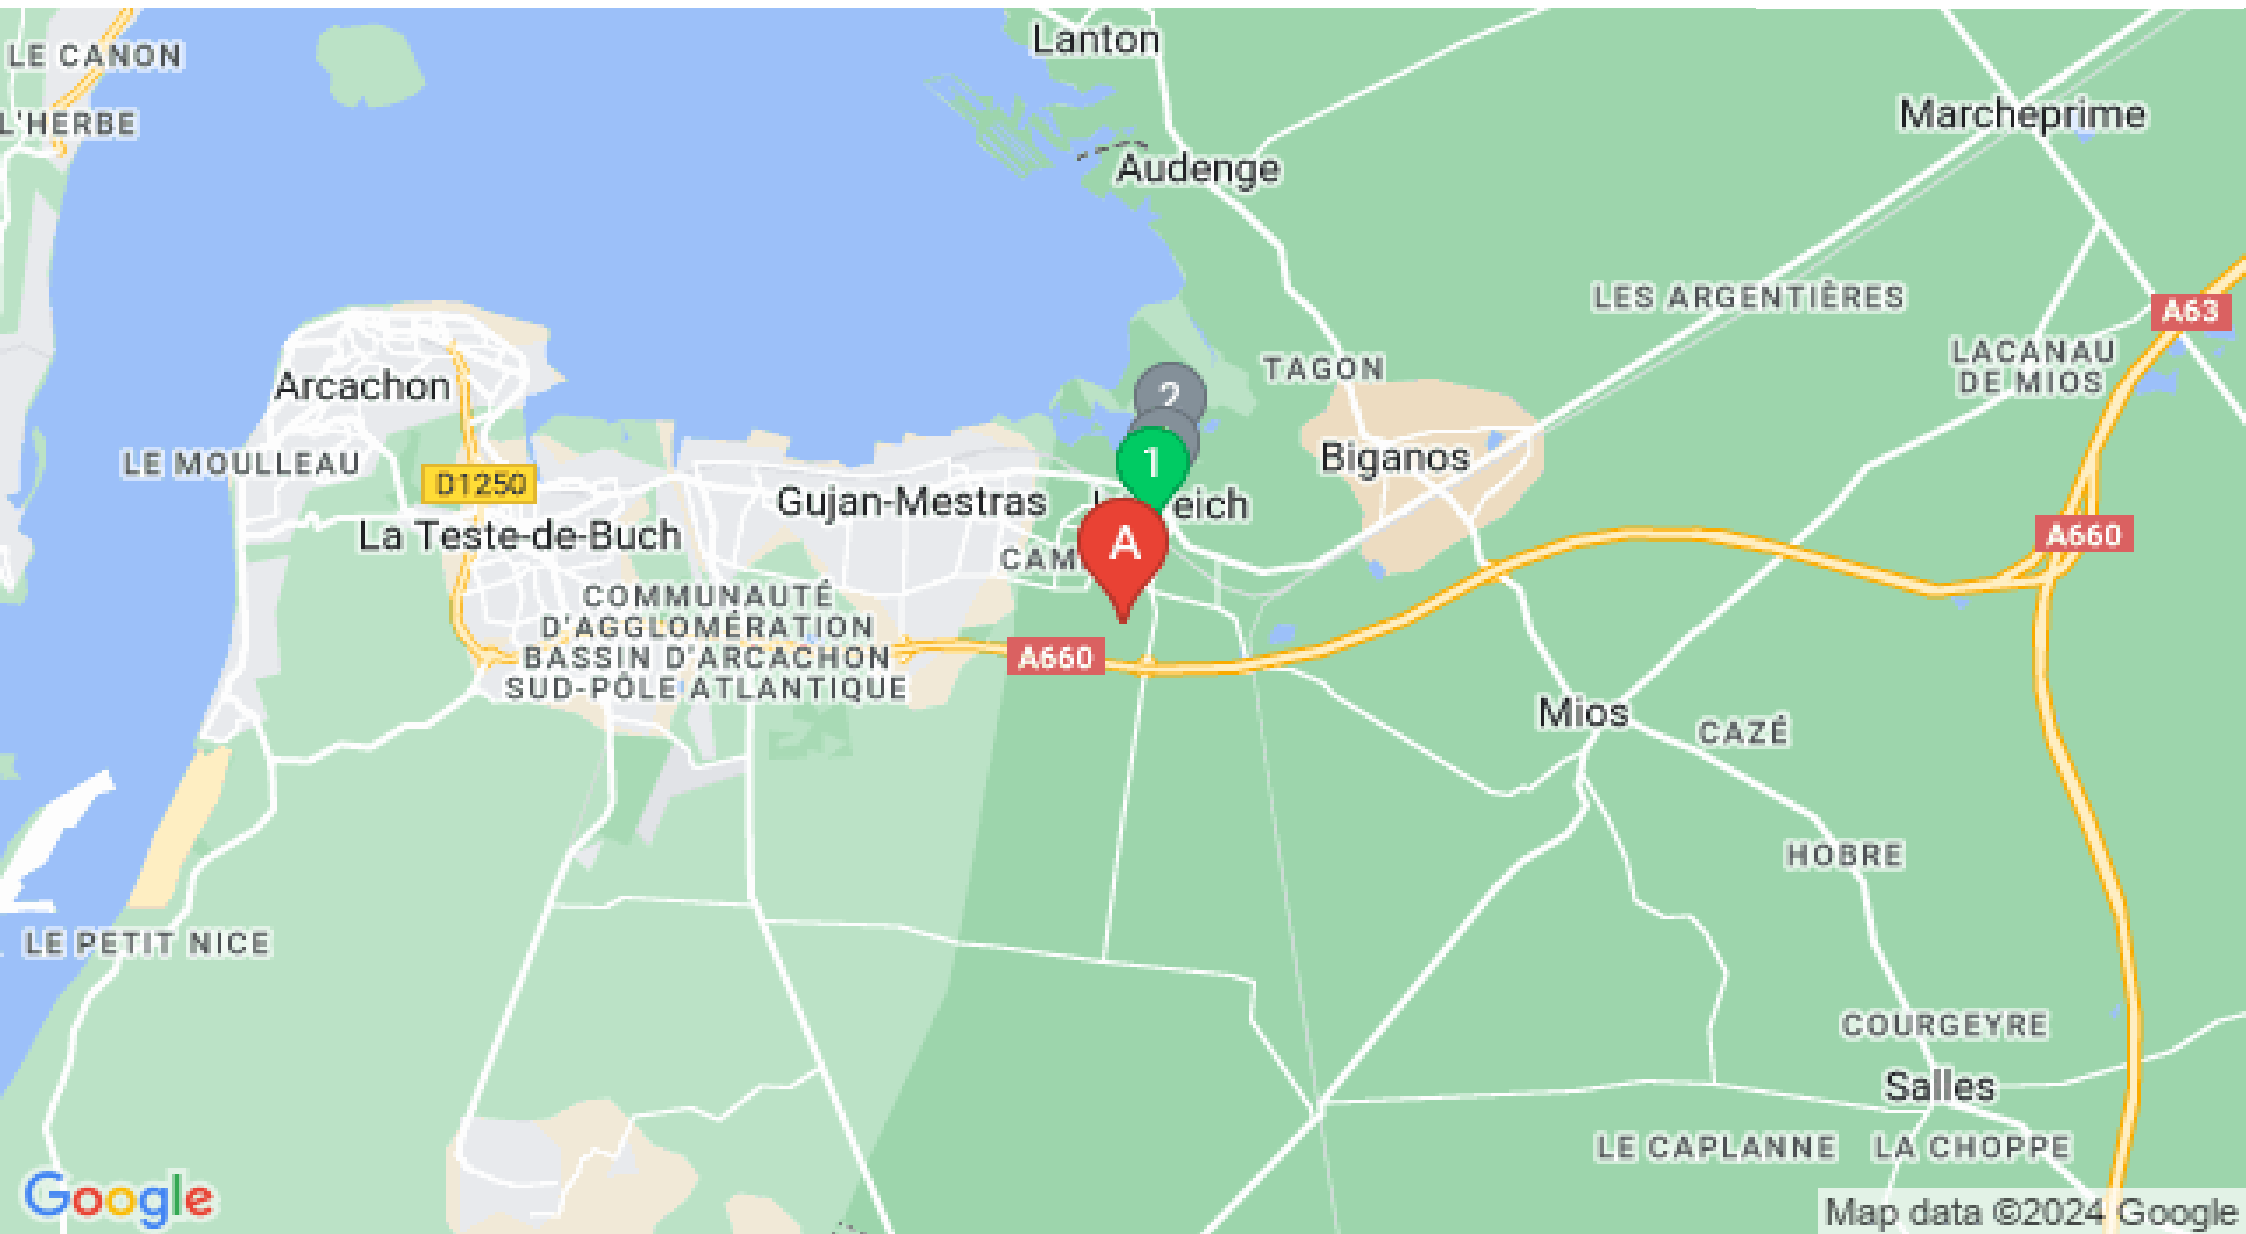 Lanton
LE CANON
Marcheprime
L'HERBE
Audenge
LES ARGENTIÈRES
A63
LACANAU
DE MIOS
TAGON
Arcachon
2
LE MOULLEAU
D1250
1
Biganos
Gujan-Mestras
eich
La Teste-de-Buch
A
A660
CAM
COMMUNAUTÉ
D'AGGLOMÉRATION
BASSIN D'ARCACHON
SUD-PÔLE ATLANTIQUE
A660
Mios
CAZÉ
HOBRE
LE PETIT NICE
COURGEYRE
Salles
LE CAPLANNE
LA CHOPPE
Google
Map data ©2024 Google